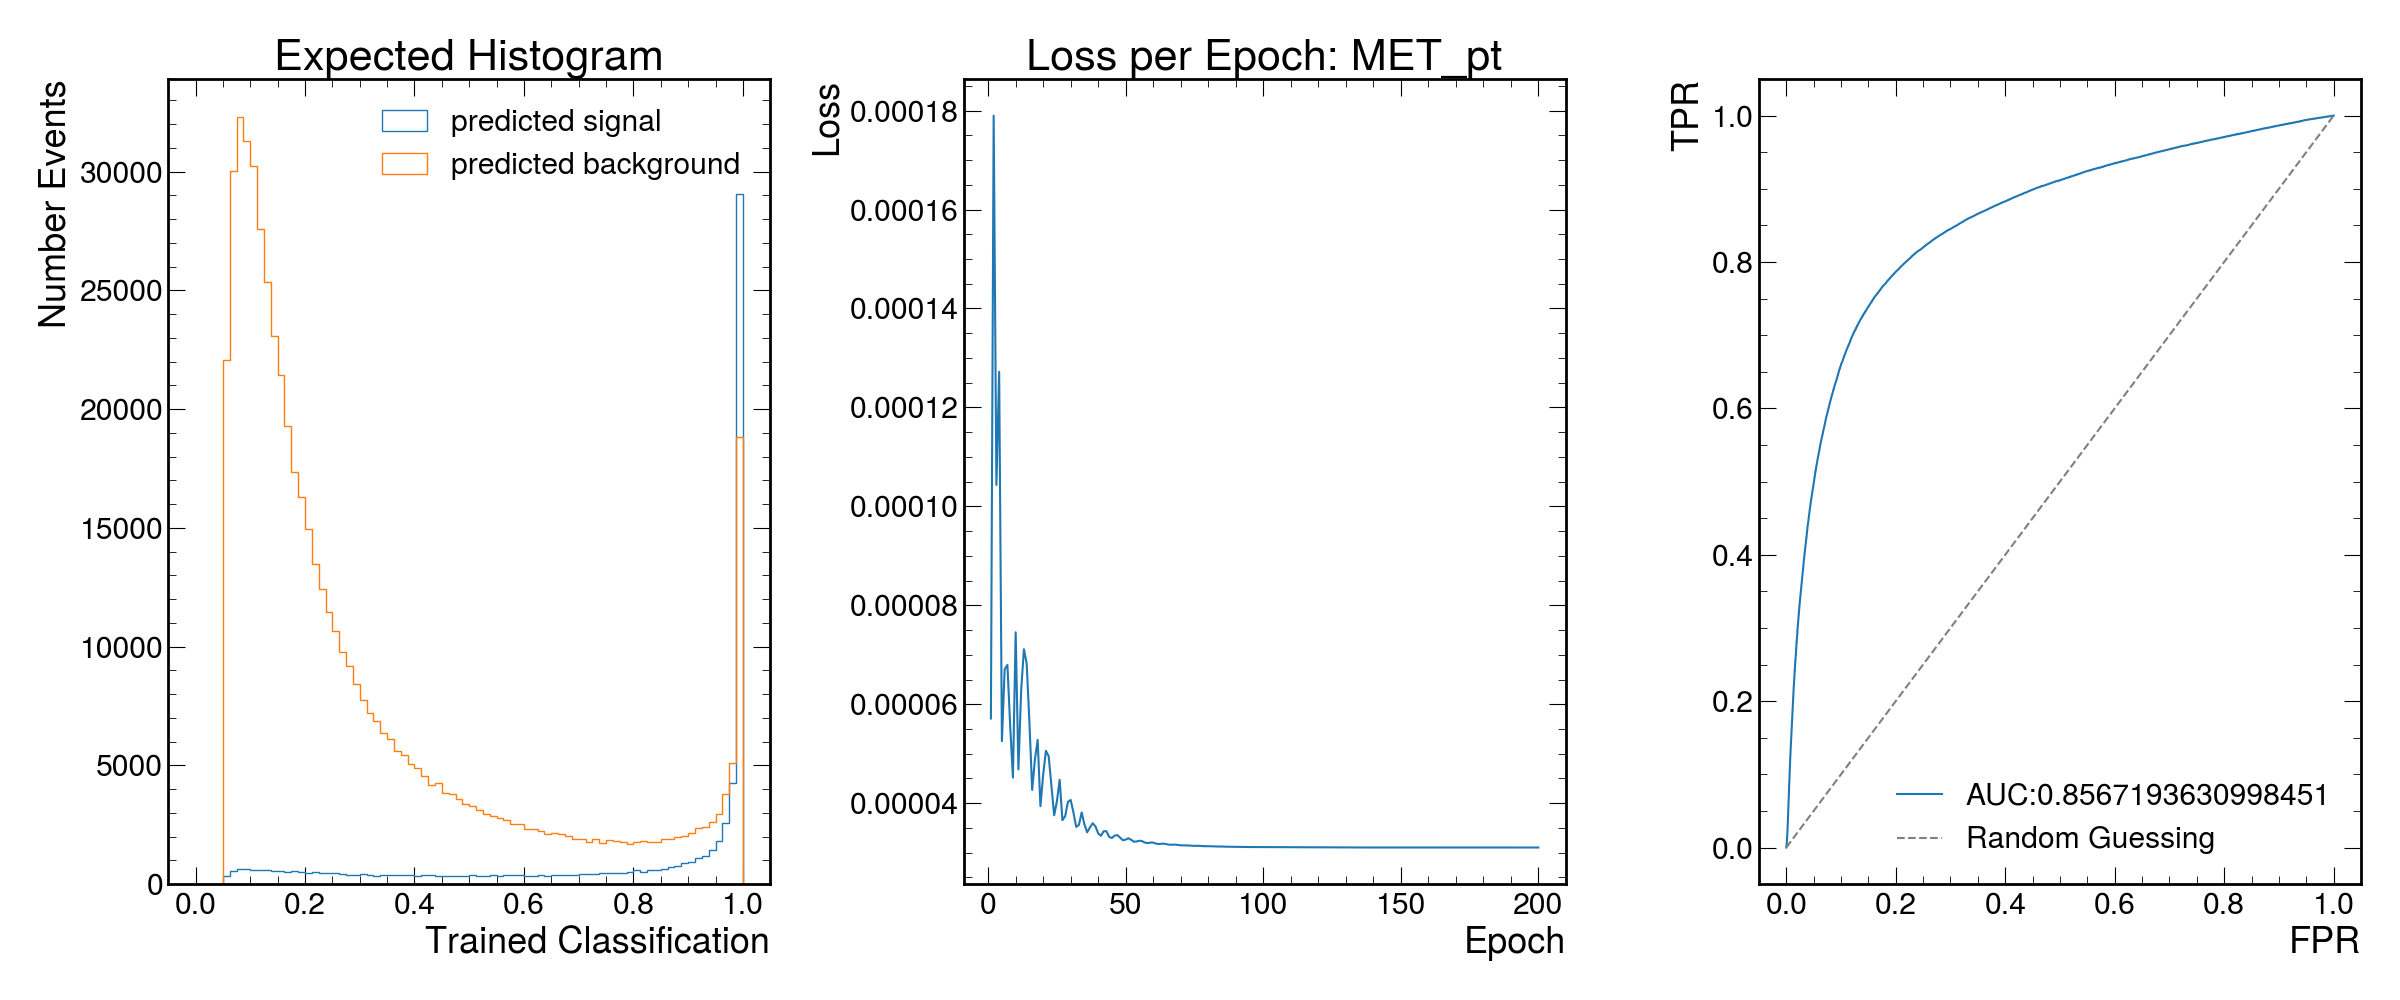 Expected Histogram
Number Events
predicted signal
predicted background
30000
25000
20000
15000
10000
5000
0
0.0 0.2 0.4 0.6 0.8 1.0
Trained Classification
Loss per Epoch: MET_pt
Loss
0.00018
0.00016
0.00014
0.00012
0.00010
0.00008
0.00006
0.00004
0 50 100 150 200
Epoch
TPR
1.0
0.8
0.6
0.4
0.2
0.0
AUC:0.8567193630998451
Random Guessing
0.0 0.2 0.4 0.6 0.8 1.0
FPR